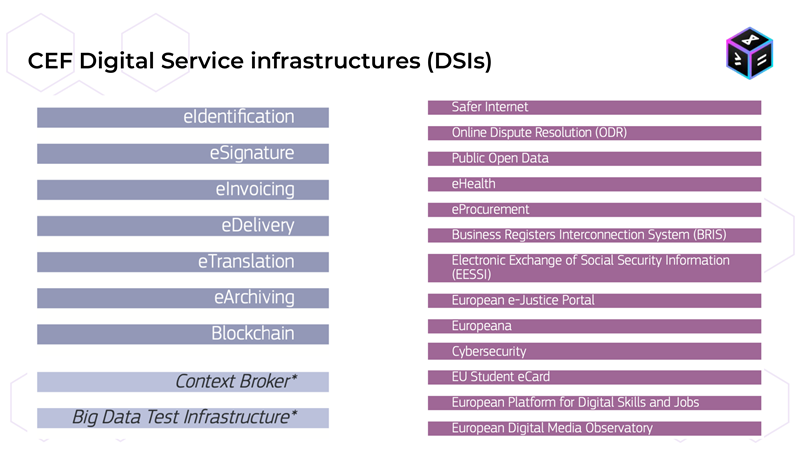 CEF Digital Service infrastructures (DSIs)
eIdentification
eSignature
eInvoicing
eDelivery
eTranslation
eArchiving
Blockchain
Context Broker*
Big Data Test Infrastructure*
Safer Internet
Online Dispute Resolution (ODR)
Public Open Data
eHealth
eProcurement
Business Registers Interconnection System (BRIS)
Electronic Exchange of Social Security Information
(EESSI)
European e-Justice Portal
Europeana
Cybersecurity
EU Student eCard
European Platform for Digital Skills and Jobs
European Digital Media Observatory